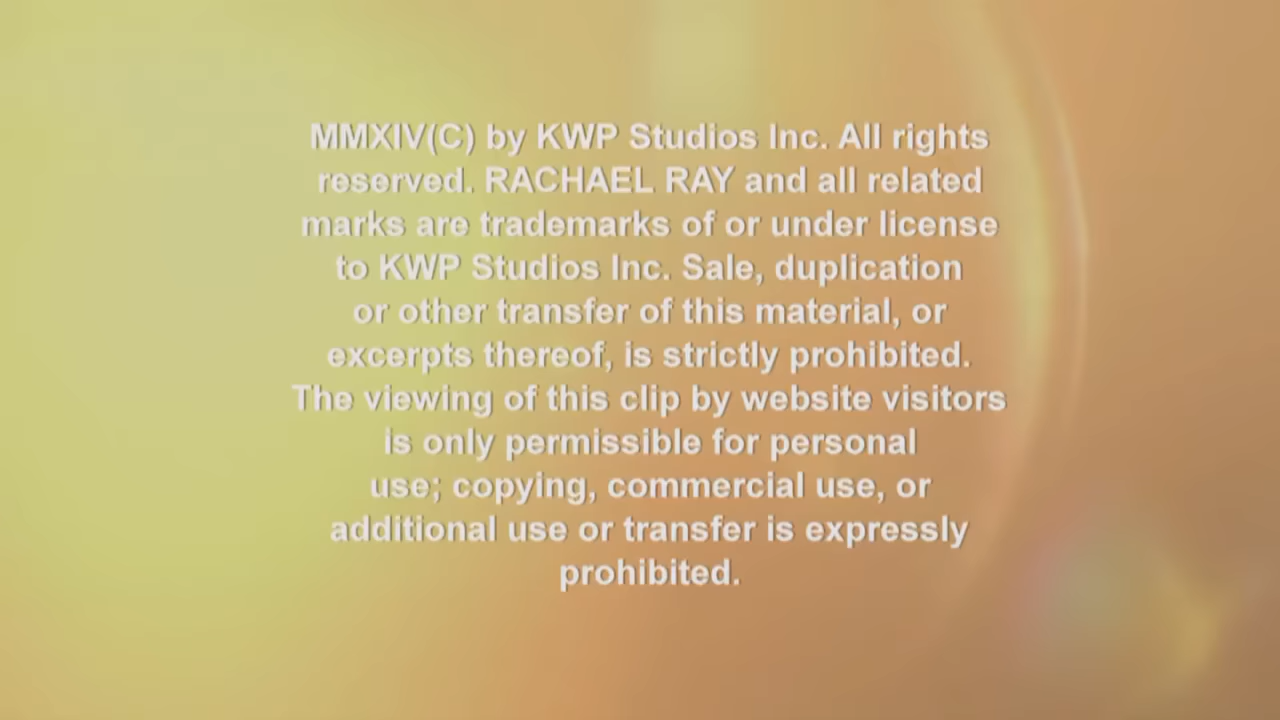 MMXIV(C) by KWP Studios Inc. All rights
reserved. RACHAEL RAY and all related
marks are trademarks of or under license
to KWP Studios Inc. Sale, duplication
or other transfer of this material, or
excerpts thereof, is strictly prohibited.
The viewing of this clip by website visitors
is only permissible for personal
use; copying, commercial use, or
additional use or transfer is expressly
prohibited.